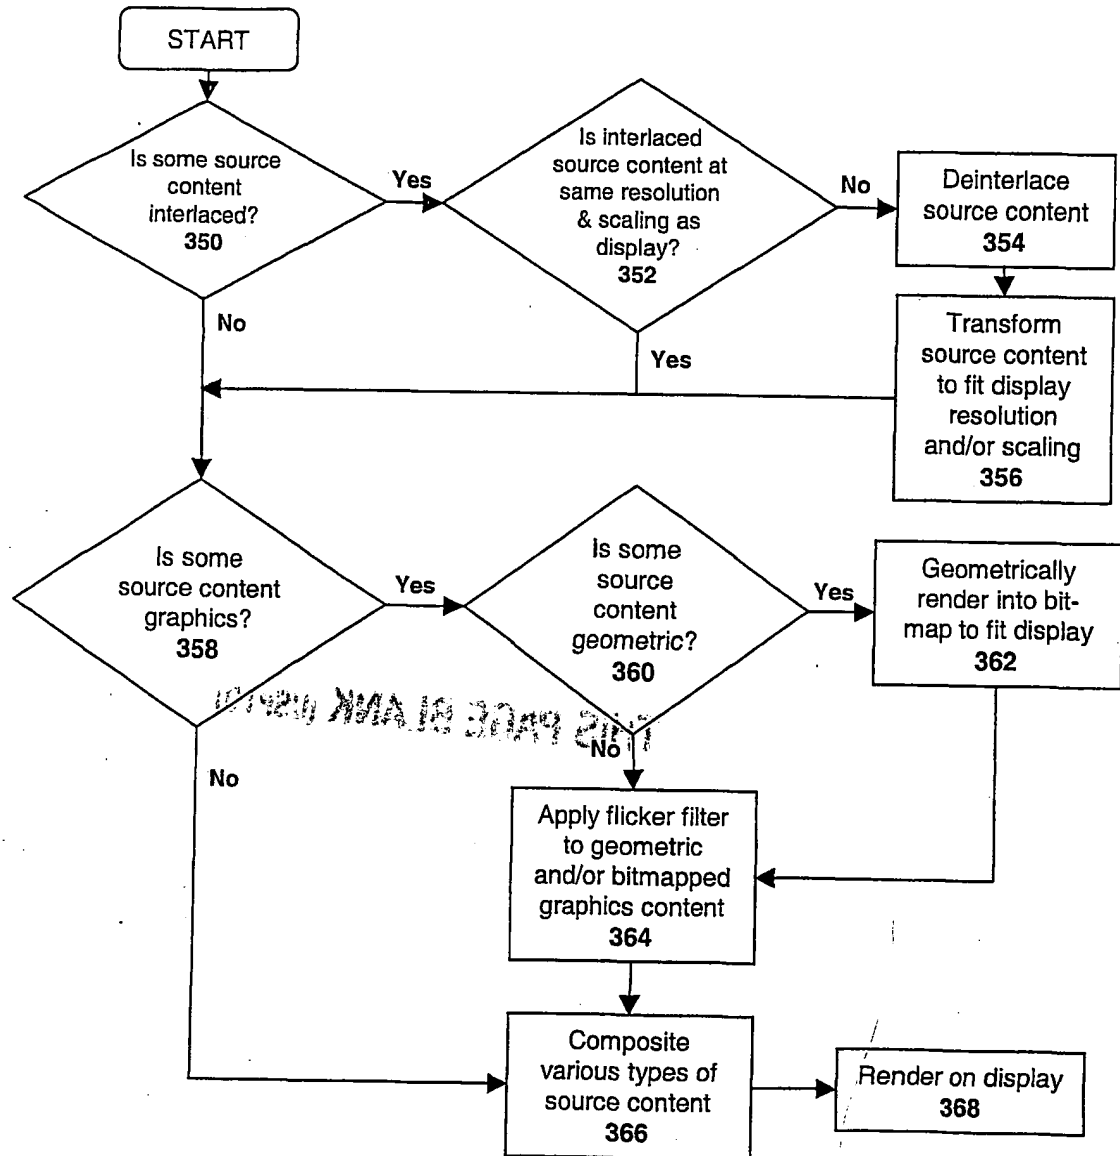 START
Is some source
content
interlaced?
350
Yes
No
Is interlaced
source content at
same resolution
& scaling as
display?
352
No
Yes
Deinterlace
source content
354
Transform
source content
to fit display
resolution
and/or scaling
356
Is some
source content
graphics?
358
Yes
No
Is some
source
content
geometric?
360
Yes
No
Geometrically
render into bit-
map to fit display
362
THIS PAGE BLANK (USPTO)
Apply flicker filter
to geometric
and/or bitmapped
graphics content
364
Composite
various types of
source content
366
Render on display
368